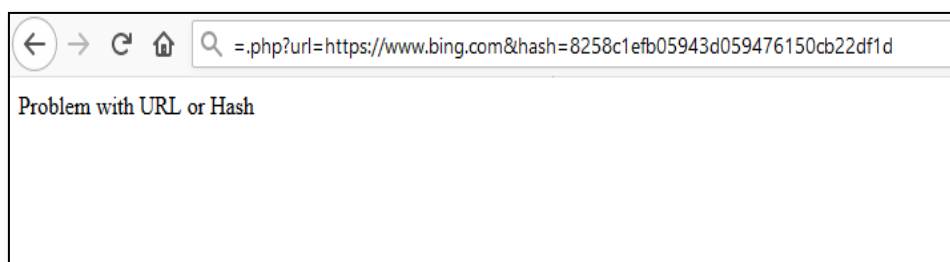 =.php?url=https://www.bing.com&hash=8258c1efb05943d059476150cb22df1d
Problem with URL or Hash